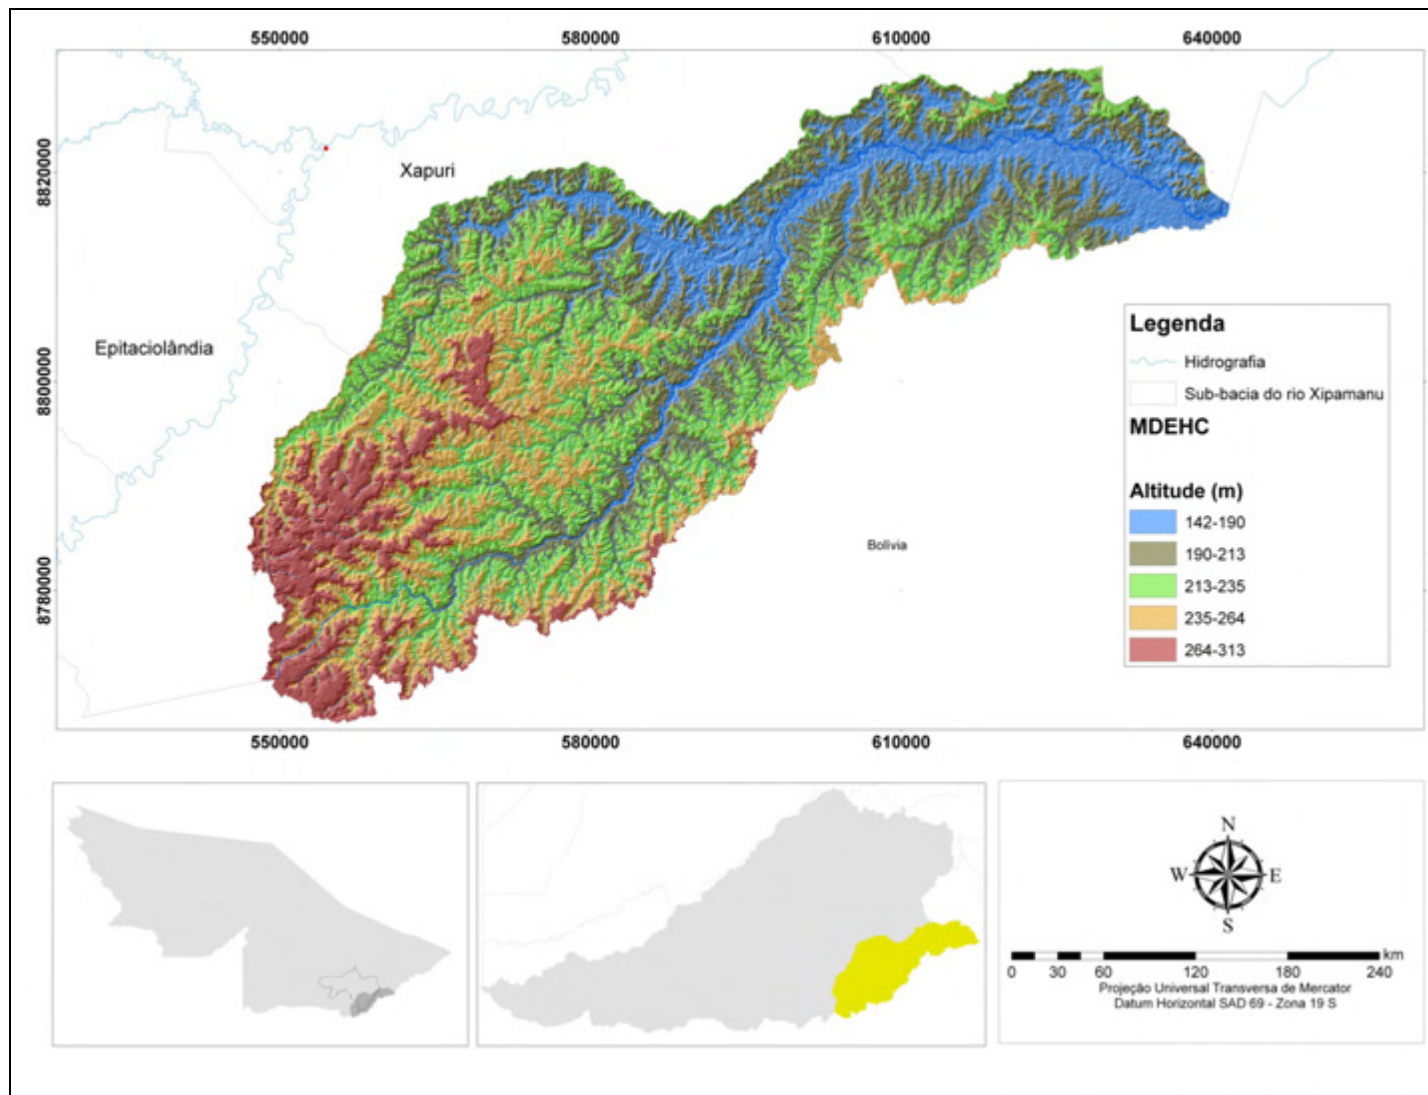 550000 580000 610000 640000
8820000
8800000
8780000
Xapuri
Epitaciolândia
Bolívia
Legenda
Hidrografia
Sub-bacia do rio Xipamanu
MDEHC
Altitude (m)
142-190
190-213
213-235
235-264
264-313
550000 580000 610000 640000
N
W E
S
km
0 30 60 120 180 240
Projeção Universal Transversa de Mercator
Datum Horizontal SAD 69 - Zona 19 S